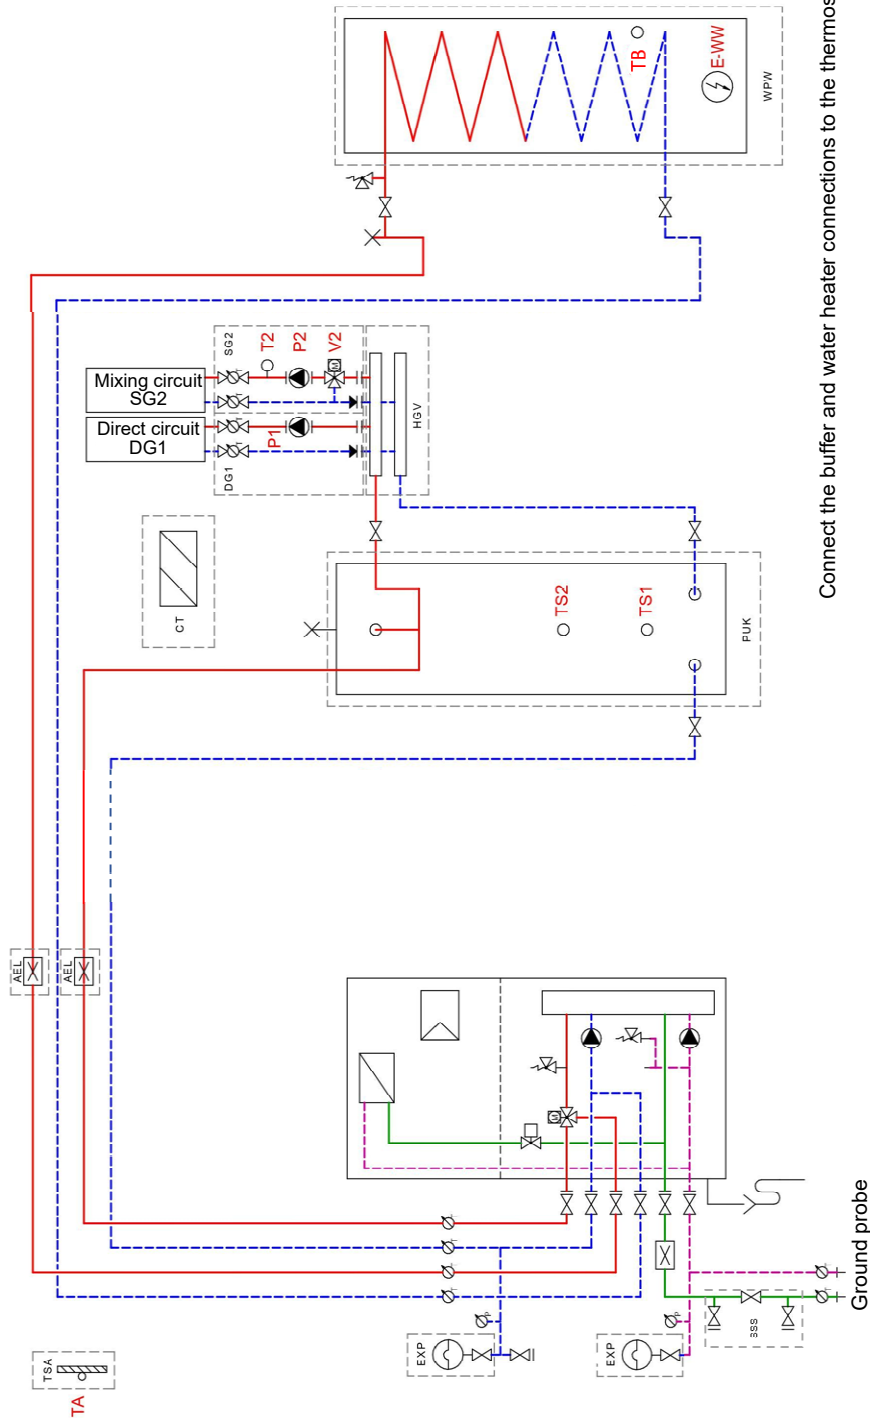 TB
E-WW
WPW
SG2
T2
P2
V2
M
Mixing circuit
SG2
Direct circuit
DG1
P1
DG1
HGV
CT
TS2
TS1
PUK
AEL
AEL
M
EXP
EXP
SSS
TSA
TA
Ground probe
Connect the buffer and water heater connections to the thermos